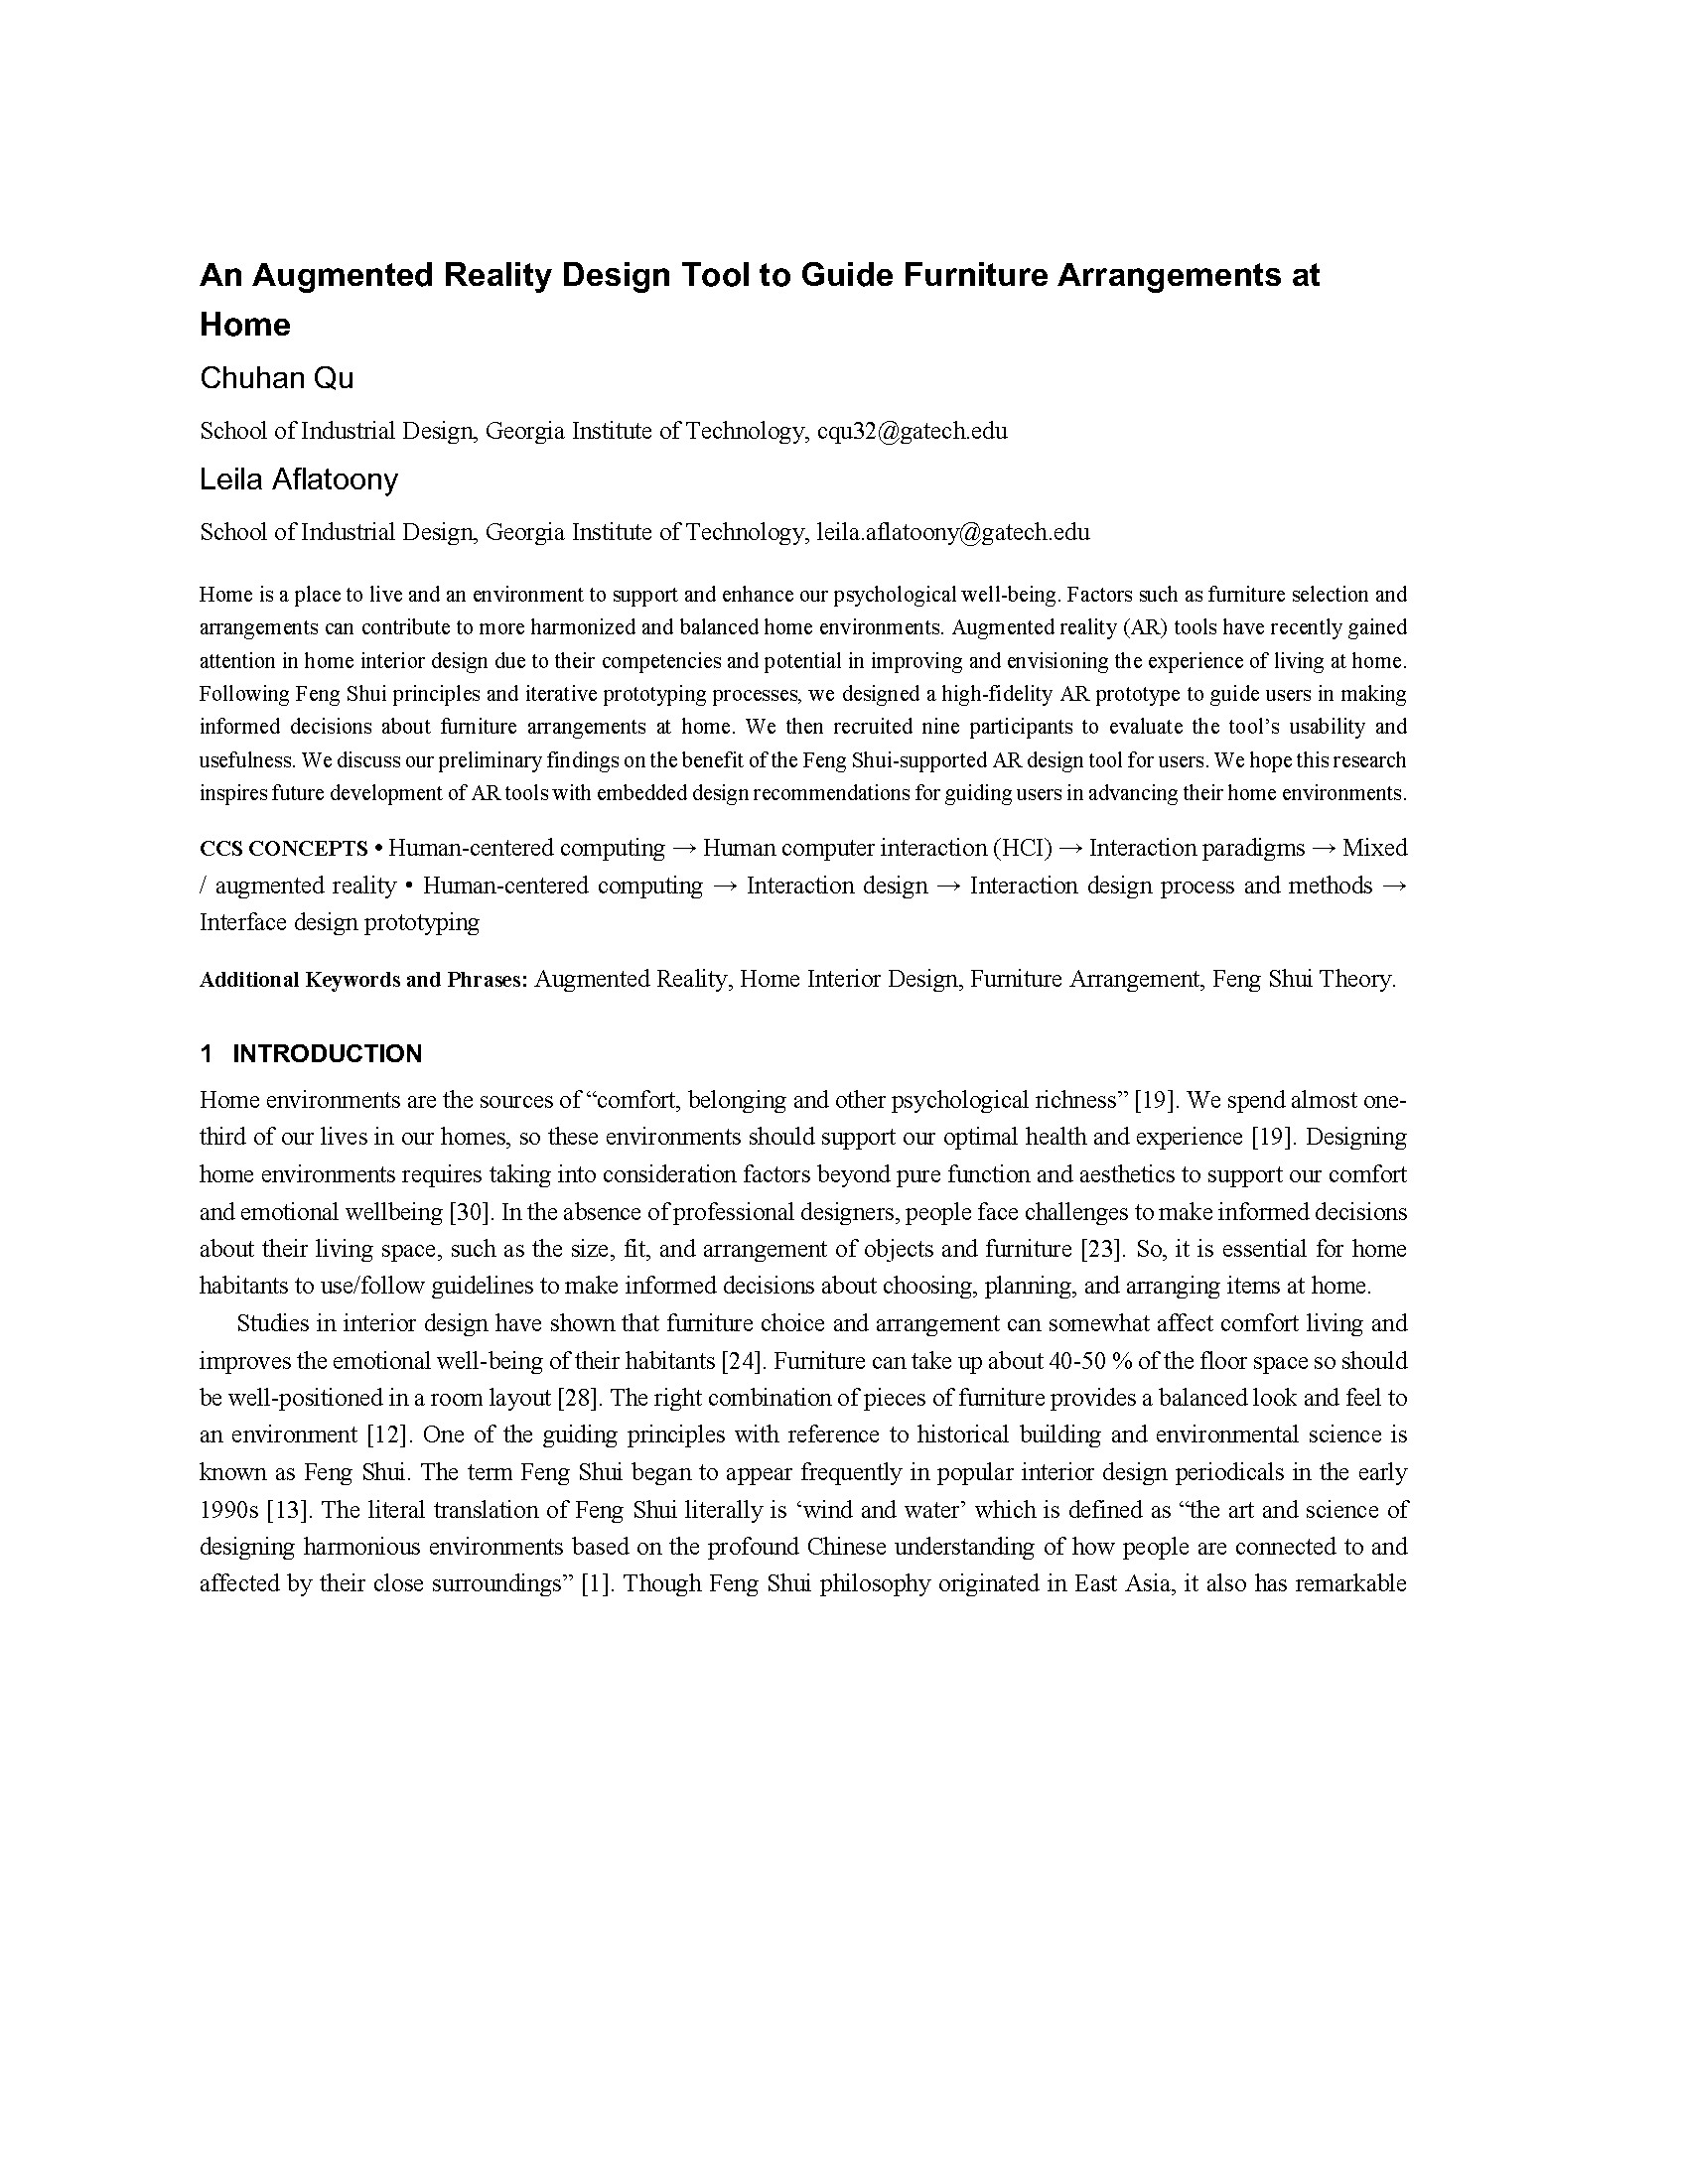 An Augmented Reality Design Tool to Guide Furniture Arrangements at
Home
Chuhan Qu
School of Industrial Design, Georgia Institute of Technology, cqu32@gatech.edu
Leila Aflatoony
School of Industrial Design, Georgia Institute of Technology, leila.aflatoony@gatech.edu
Home is a place to live and an environment to support and enhance our psychological well-being. Factors such as furniture selection and
arrangements can contribute to more harmonized and balanced home environments. Augmented reality (AR) tools have recently gained
attention in home interior design due to their competencies and potential in improving and envisioning the experience of living at home.
Following Feng Shui principles and iterative prototyping processes, we designed a high-fidelity AR prototype to guide users in making
informed decisions about furniture arrangements at home. We then recruited nine participants to evaluate the tool’s usability and
usefulness. We discuss our preliminary findings on the benefit of the Feng Shui-supported AR design tool for users. We hope this research
inspires future development of AR tools with embedded design recommendations for guiding users in advancing their home environments.
CCS CONCEPTS • Human-centered computing → Human computer interaction (HCI) → Interaction paradigms → Mixed
/ augmented reality • Human-centered computing → Interaction design → Interaction design process and methods →
Interface design prototyping
Additional Keywords and Phrases: Augmented Reality, Home Interior Design, Furniture Arrangement, Feng Shui Theory.
1 INTRODUCTION
Home environments are the sources of “comfort, belonging and other psychological richness” [19]. We spend almost one-
third of our lives in our homes, so these environments should support our optimal health and experience [19]. Designing
home environments requires taking into consideration factors beyond pure function and aesthetics to support our comfort
and emotional wellbeing [30]. In the absence of professional designers, people face challenges to make informed decisions
about their living space, such as the size, fit, and arrangement of objects and furniture [23]. So, it is essential for home
habitants to use/follow guidelines to make informed decisions about choosing, planning, and arranging items at home.
Studies in interior design have shown that furniture choice and arrangement can somewhat affect comfort living and
improves the emotional well-being of their habitants [24]. Furniture can take up about 40-50 % of the floor space so should
be well-positioned in a room layout [28]. The right combination of pieces of furniture provides a balanced look and feel to
an environment [12]. One of the guiding principles with reference to historical building and environmental science is
known as Feng Shui. The term Feng Shui began to appear frequently in popular interior design periodicals in the early
1990s [13]. The literal translation of Feng Shui literally is ‘wind and water’ which is defined as “the art and science of
designing harmonious environments based on the profound Chinese understanding of how people are connected to and
affected by their close surroundings” [1]. Though Feng Shui philosophy originated in East Asia, it also has remarkable